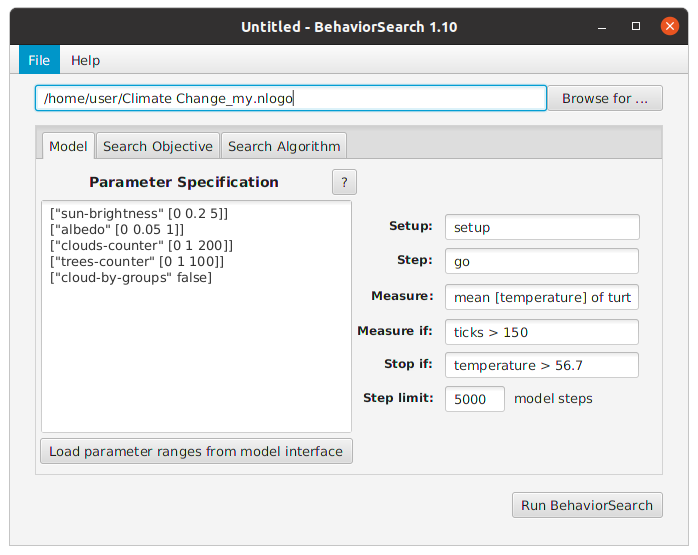 Untitled - BehaviorSearch 1.10
File Help
/home/user/Climate Change_my.nlogo
Browse for ...
Model Search Objective Search Algorithm
Parameter Specification
?
["sun-brightness" [0 0.2 5]]
["albedo" [0 0.05 1]]
["clouds-counter" [0 1 200]]
["trees-counter" [0 1 100]]
["cloud-by-groups" false]
Load parameter ranges from model interface
Setup: setup
Step: go
Measure: mean [temperature] of turt
Measure if: ticks > 150
Stop if: temperature > 56.7
Step limit: 5000 model steps
Run BehaviorSearch